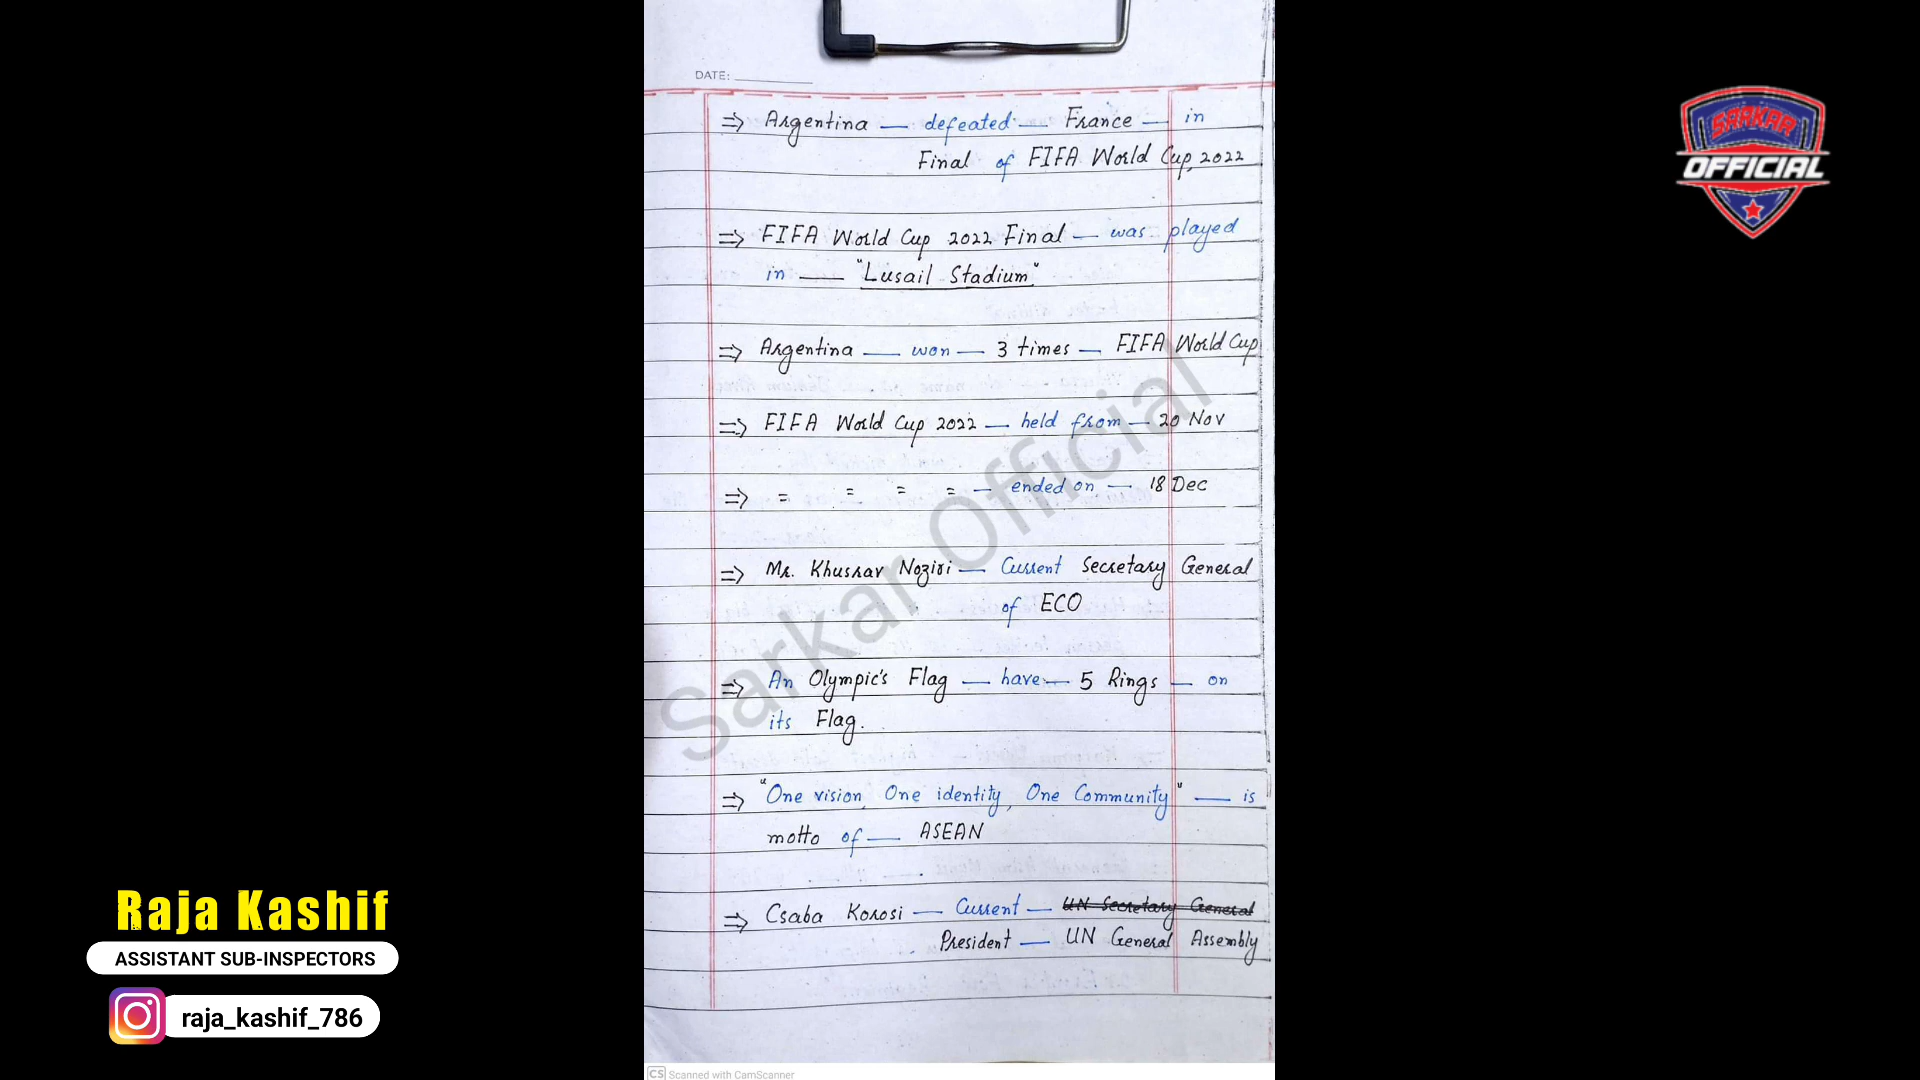 DATE:
⇒ Argentina — defeated — France — in
Final of FIFA World Cup, 2022
⇒ FIFA World Cup 2022 Final — was played
in — "Lusail Stadium"
⇒ Argentina — won — 3 times — FIFA World Cup
⇒ FIFA World Cup 2022 — held from — 20 Nov
⇒ = = = = — ended on — 18 Dec
⇒ Mr. Khusrav Noziri — Current Secretary General
of ECO
⇒ An Olympic's Flag — have — 5 Rings — on
its Flag.
⇒ "One vision, One identity, One Community" — is
motto of — ASEAN
⇒ Csaba Korosi — Current — UN Secretary General
President — UN General Assembly
Sarkar Official
CS Scanned with CamScanner
SARKAR
OFFICIAL
Raja Kashif
ASSISTANT SUB-INSPECTORS
raja_kashif_786